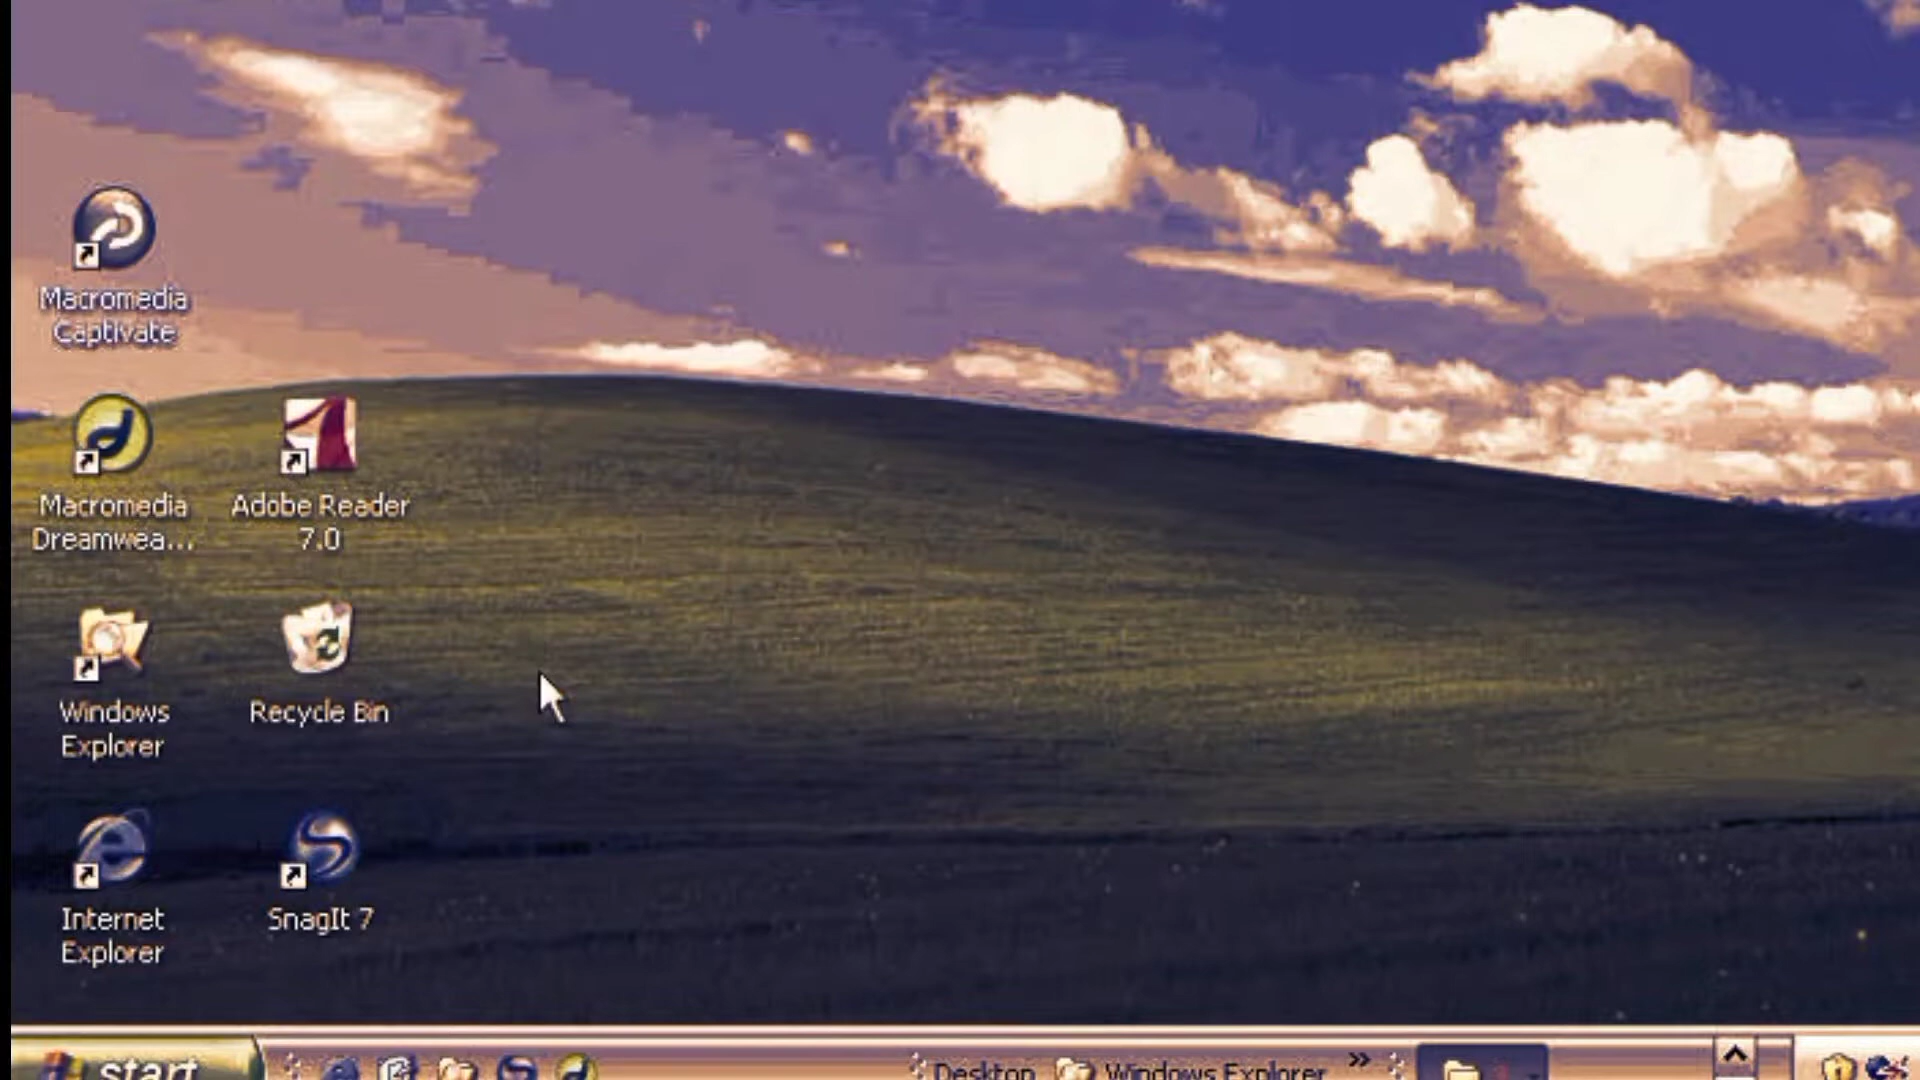 Macromedia
Captivate
Macromedia
Dreamwea...
Adobe Reader
7.0
Windows
Explorer
Recycle Bin
Internet
Explorer
SnagIt 7
start
Desktop
Windows Explorer
»